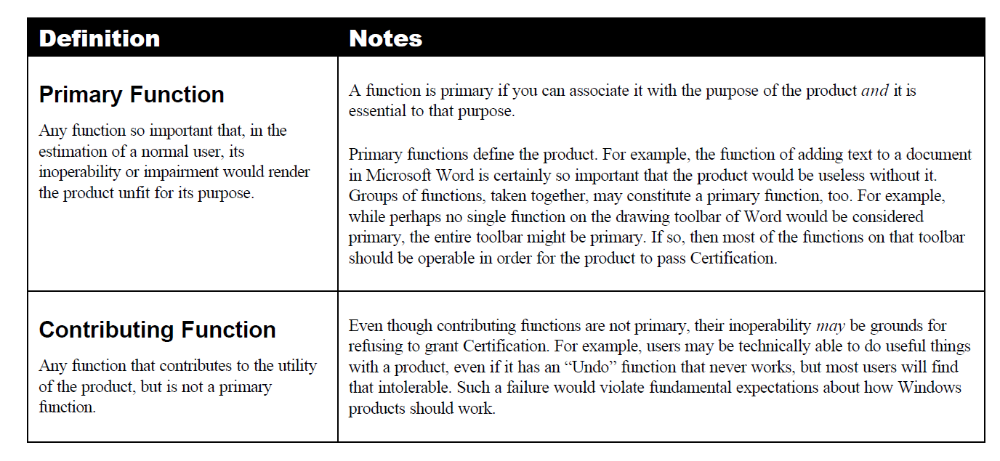 Definition
Notes
Primary Function
Any function so important that, in the
estimation of a normal user, its
inoperability or impairment would render
the product unfit for its purpose.
A function is primary if you can associate it with the purpose of the product and it is
essential to that purpose.
Primary functions define the product. For example, the function of adding text to a document
in Microsoft Word is certainly so important that the product would be useless without it.
Groups of functions, taken together, may constitute a primary function, too. For example,
while perhaps no single function on the drawing toolbar of Word would be considered
primary, the entire toolbar might be primary. If so, then most of the functions on that toolbar
should be operable in order for the product to pass Certification.
Contributing Function
Any function that contributes to the utility
of the product, but is not a primary
function.
Even though contributing functions are not primary, their inoperability may be grounds for
refusing to grant Certification. For example, users may be technically able to do useful things
with a product, even if it has an “Undo” function that never works, but most users will find
that intolerable. Such a failure would violate fundamental expectations about how Windows
products should work.